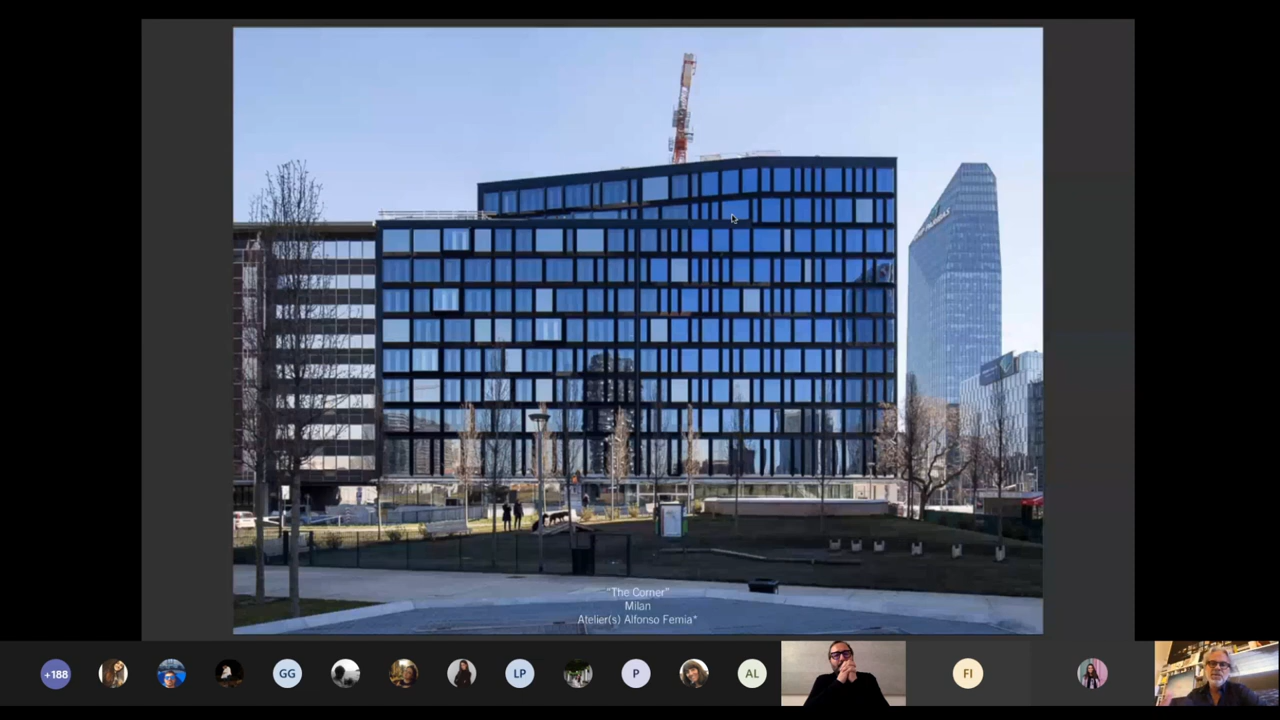 "The Corner"
Milan
Atelier(s) Alfonso Femia*
+188
GG
LP
P
AL
FI